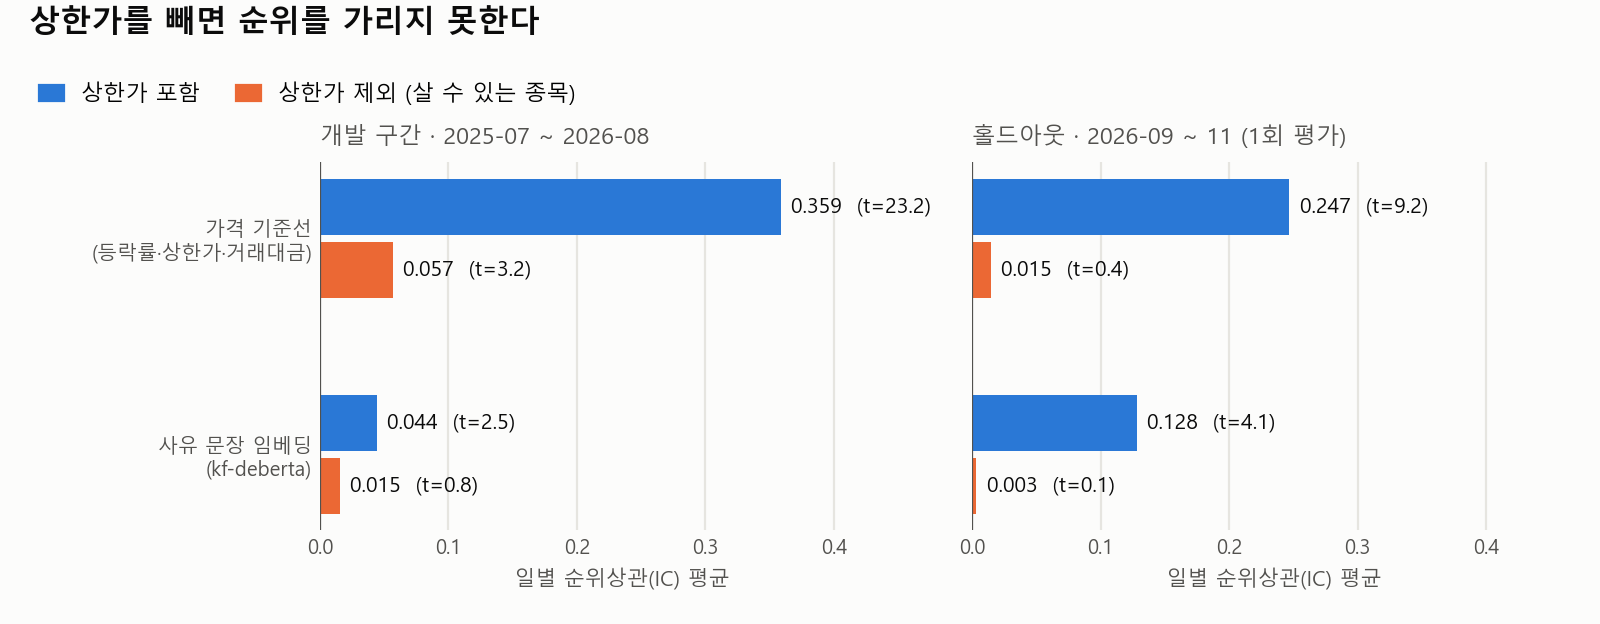 상한가를 빼면 순위를 가리지 못한다
상한가 포함
상한가 제외 (살 수 있는 종목)
개발 구간 · 2025-07 ~ 2026-08
홀드아웃 · 2026-09 ~ 11 (1회 평가)
가격 기준선
(등락률·상한가·거래대금)
0.359 (t=23.2)
0.057 (t=3.2)
0.247 (t=9.2)
0.015 (t=0.4)
사유 문장 임베딩
(kf-deberta)
0.044 (t=2.5)
0.015 (t=0.8)
0.128 (t=4.1)
0.003 (t=0.1)
0.0 0.1 0.2 0.3 0.4
0.0 0.1 0.2 0.3 0.4
일별 순위상관(IC) 평균
일별 순위상관(IC) 평균